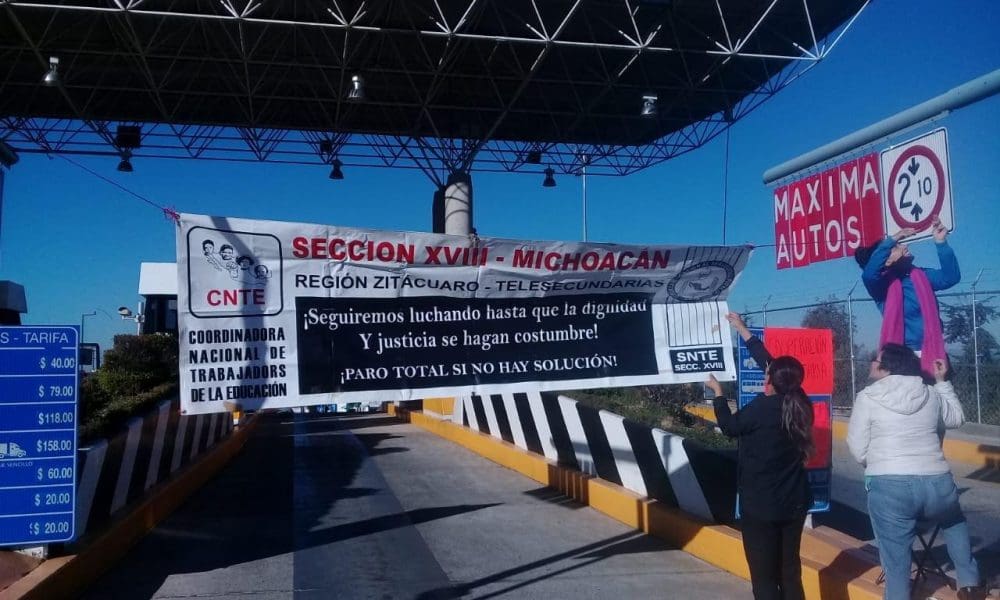 S - TARIFA
$ 40.00
$ 79.00
$118.00
$158.00
$ 60.00
$ 20.00
$ 20.00
CNTE
COORDINADORA
NACIONAL DE
TRABAJADORES
DE LA EDUCACIÓN
SECCION XVIII - MICHOACÁN
REGIÓN ZITÁCUARO - TELESECUNDARIAS
¡Seguiremos luchando hasta que la dignidad
Y justicia se hagan costumbre!
¡PARO TOTAL SI NO HAY SOLUCIÓN!
SNTE
SECC. XVIII
MAXIMA
AUTOS
2 10